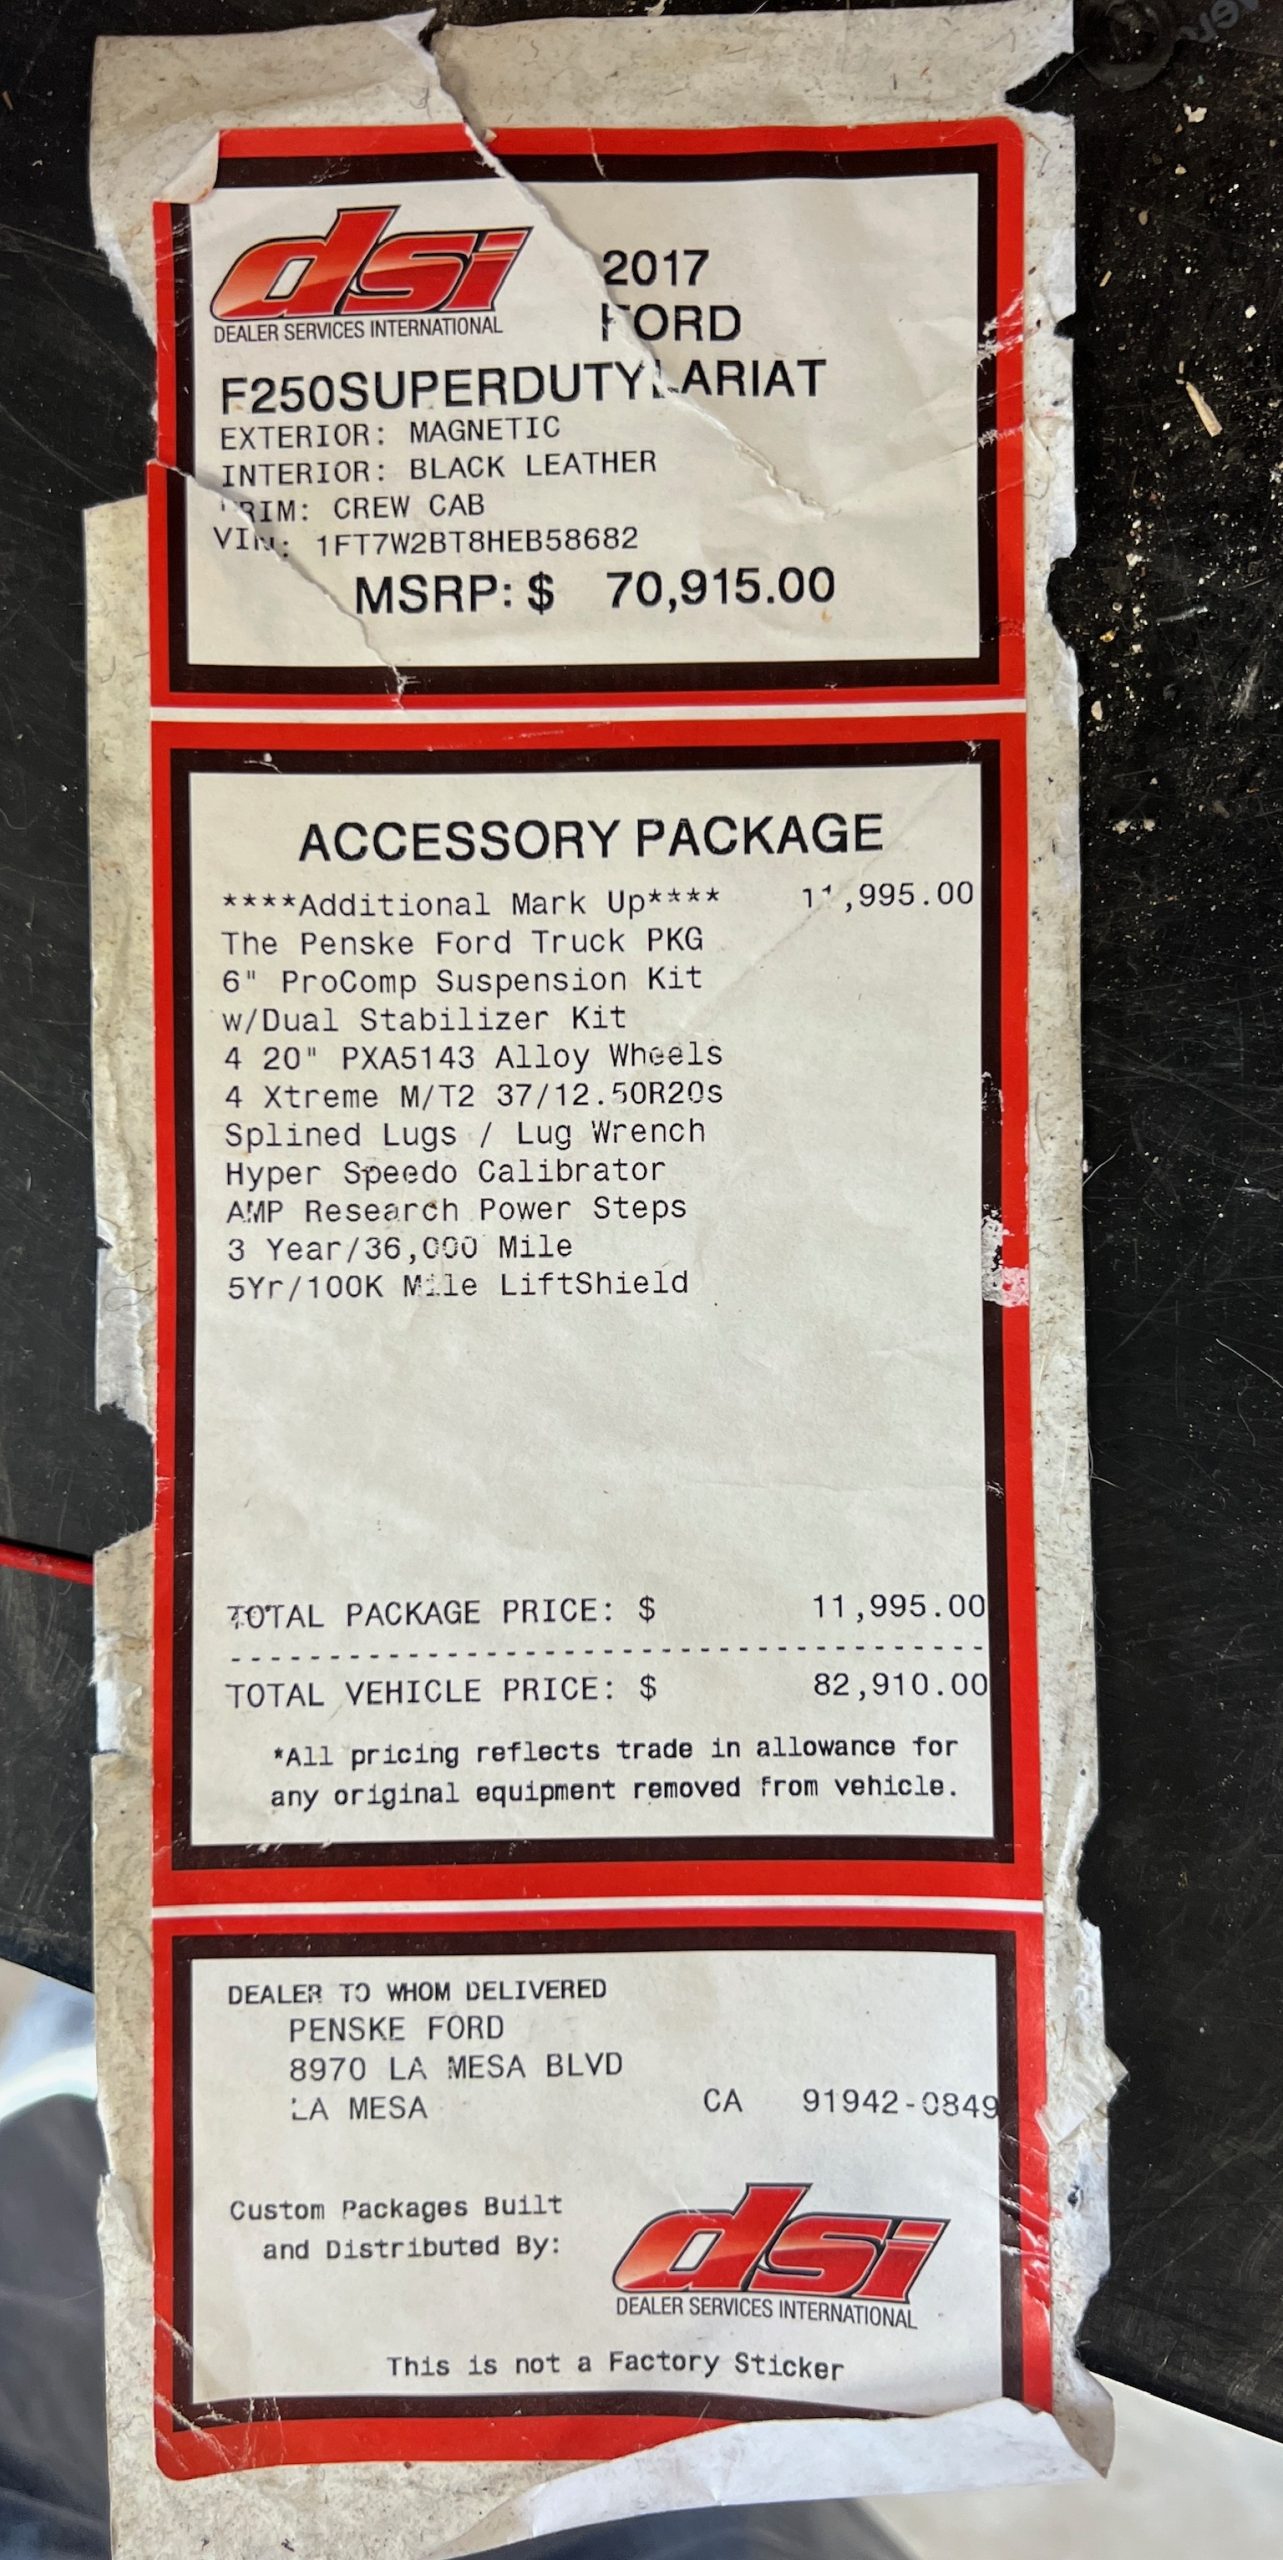 dsi
DEALER SERVICES INTERNATIONAL
2017
FORD
F250SUPERDUTYLARIAT
EXTERIOR: MAGNETIC
INTERIOR: BLACK LEATHER
TRIM: CREW CAB
VIN: 1FT7W2BT8HEB58682
MSRP: $ 70,915.00
ACCESSORY PACKAGE
****Additional Mark Up**** 11,995.00
The Penske Ford Truck PKG
6" ProComp Suspension Kit
w/Dual Stabilizer Kit
4 20" PXA5143 Alloy Wheels
4 Xtreme M/T2 37/12.50R20s
Splined Lugs / Lug Wrench
Hyper Speedo Calibrator
AMP Research Power Steps
3 Year/36,000 Mile
5Yr/100K Mile LiftShield
TOTAL PACKAGE PRICE: $ 11,995.00
TOTAL VEHICLE PRICE: $ 82,910.00
*All pricing reflects trade in allowance for
any original equipment removed from vehicle.
DEALER TO WHOM DELIVERED
PENSKE FORD
8970 LA MESA BLVD
LA MESA CA 91942-0849
Custom Packages Built
and Distributed By:
dsi
DEALER SERVICES INTERNATIONAL
This is not a Factory Sticker